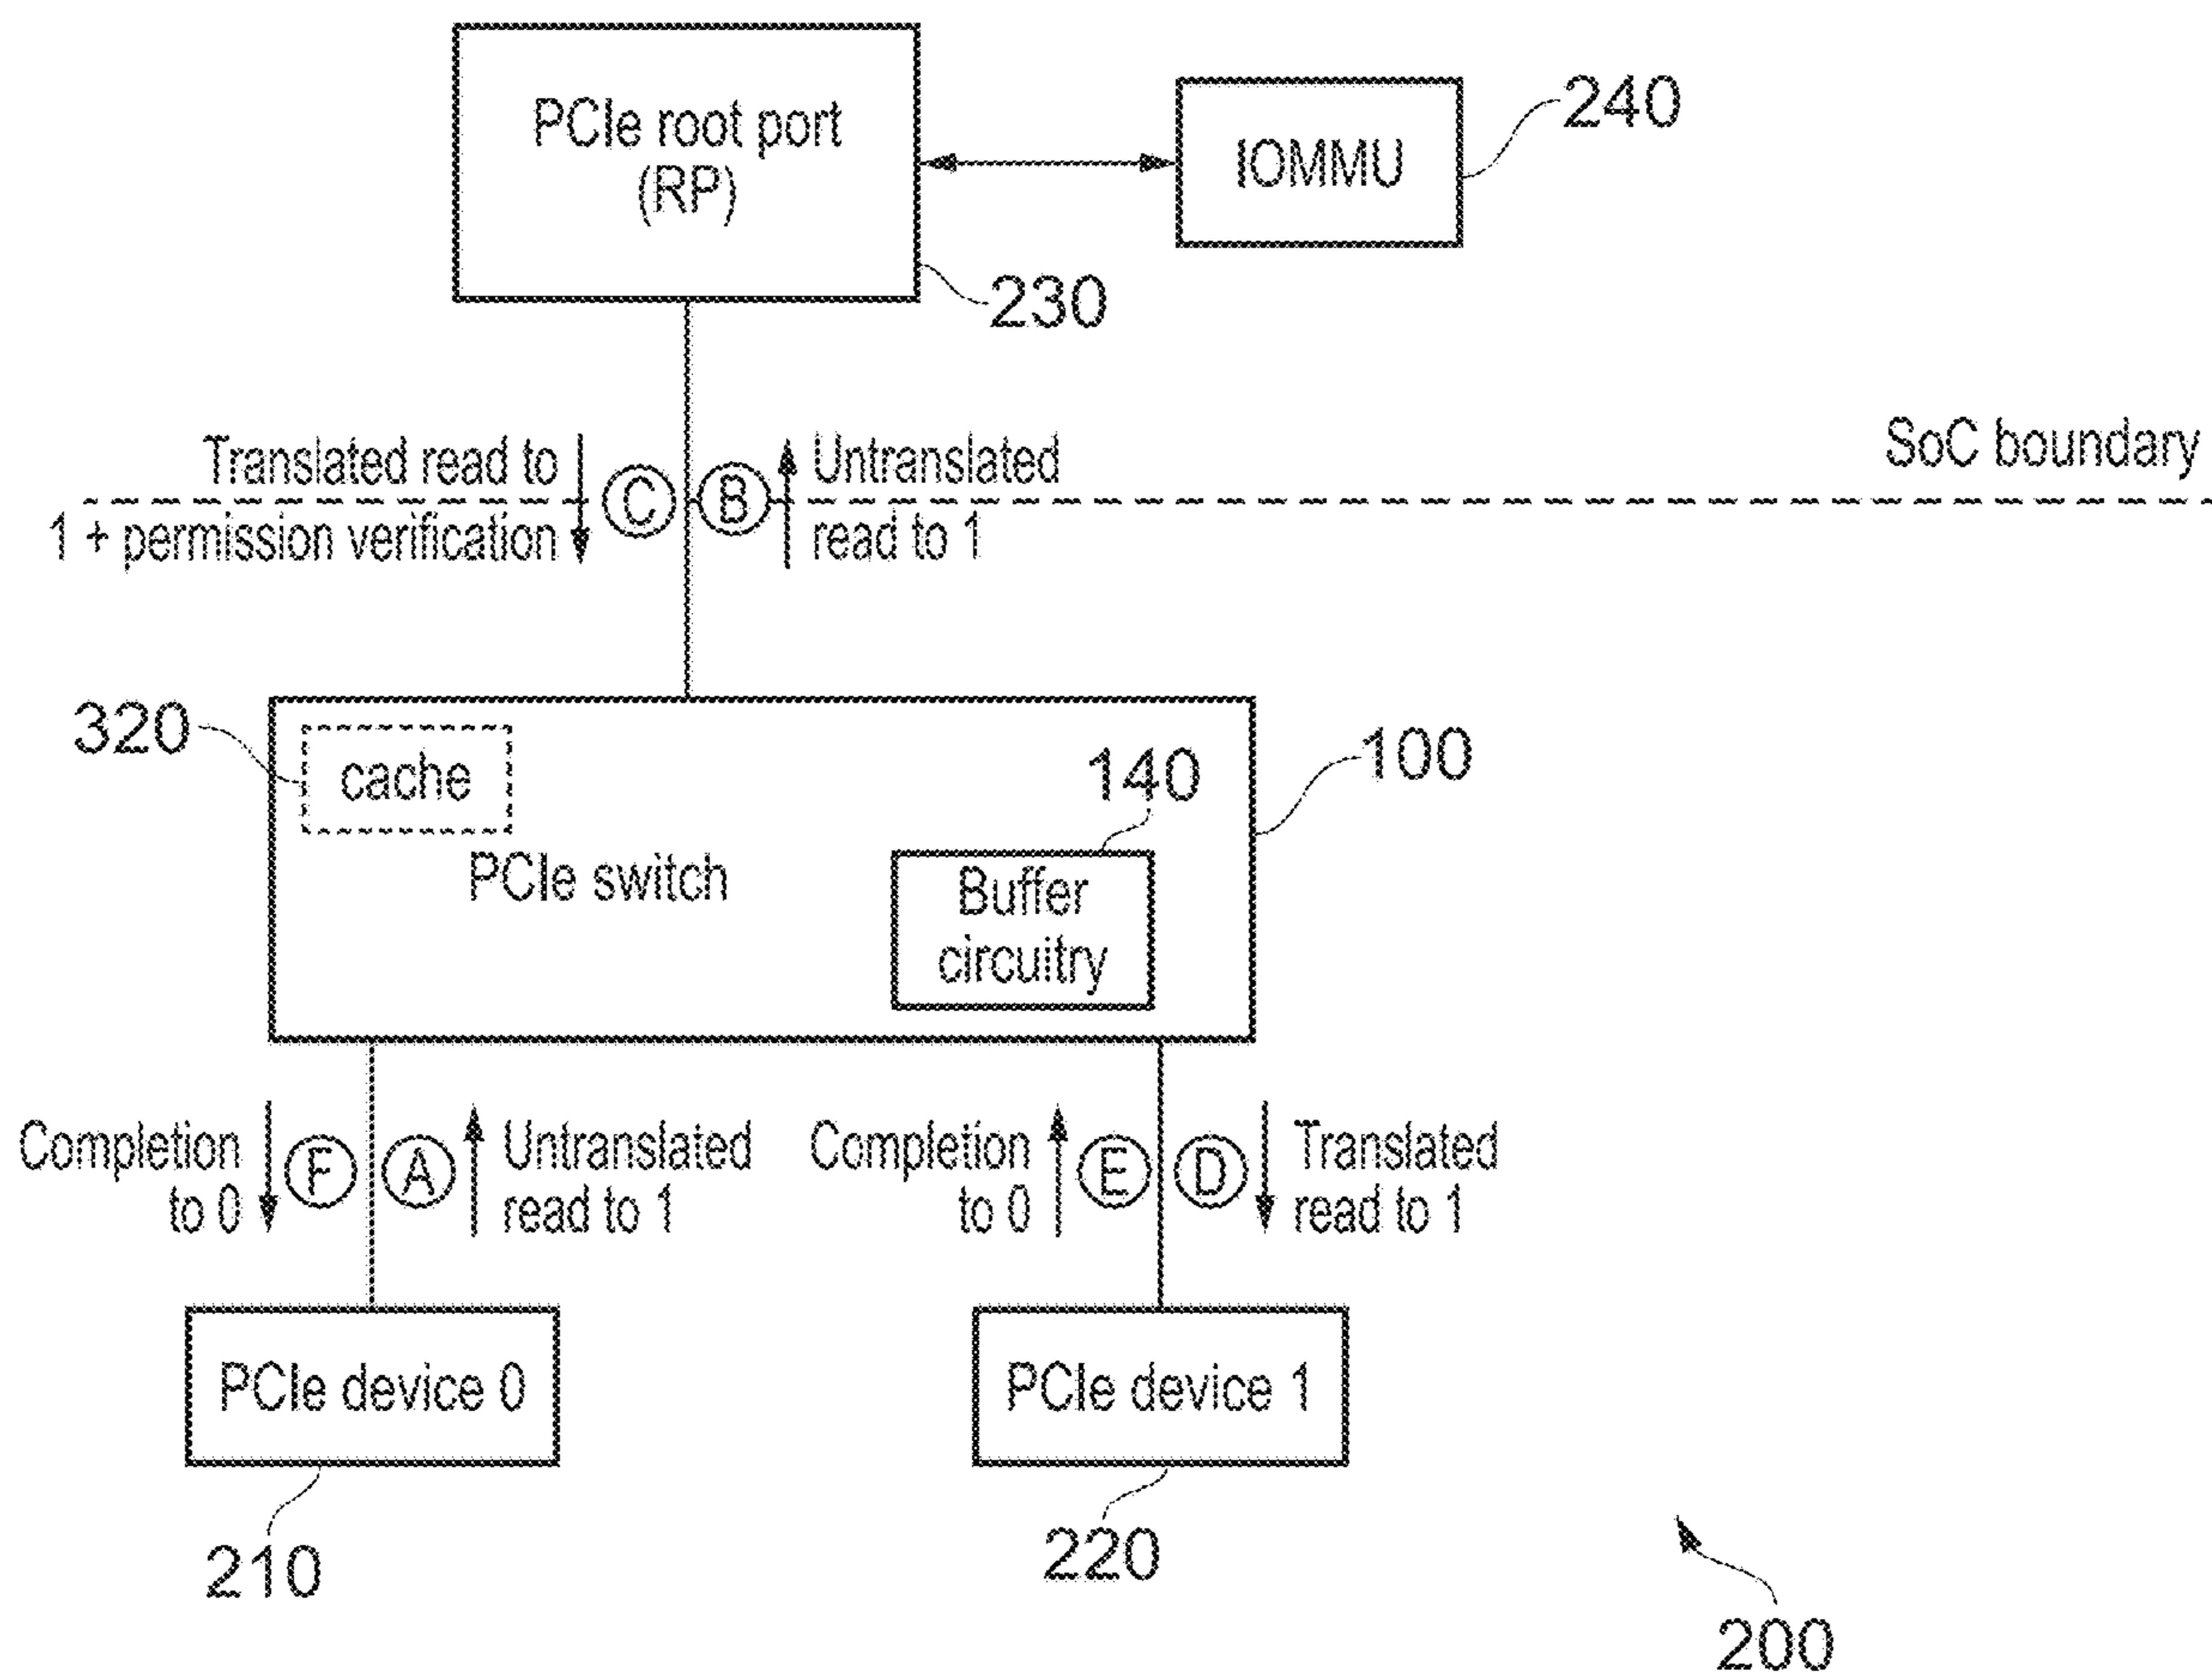 PCIe root port
(RP)
IOMMU
240
230
SoC boundary
Translated read to
1 + permission verification
C
B
Untranslated
read to 1
320
cache
PCIe switch
140
100
Buffer
circuitry
Completion
to 0
F
A
Untranslated
read to 1
Completion
to 0
E
D
Translated
read to 1
PCIe device 0
PCIe device 1
210
220
200